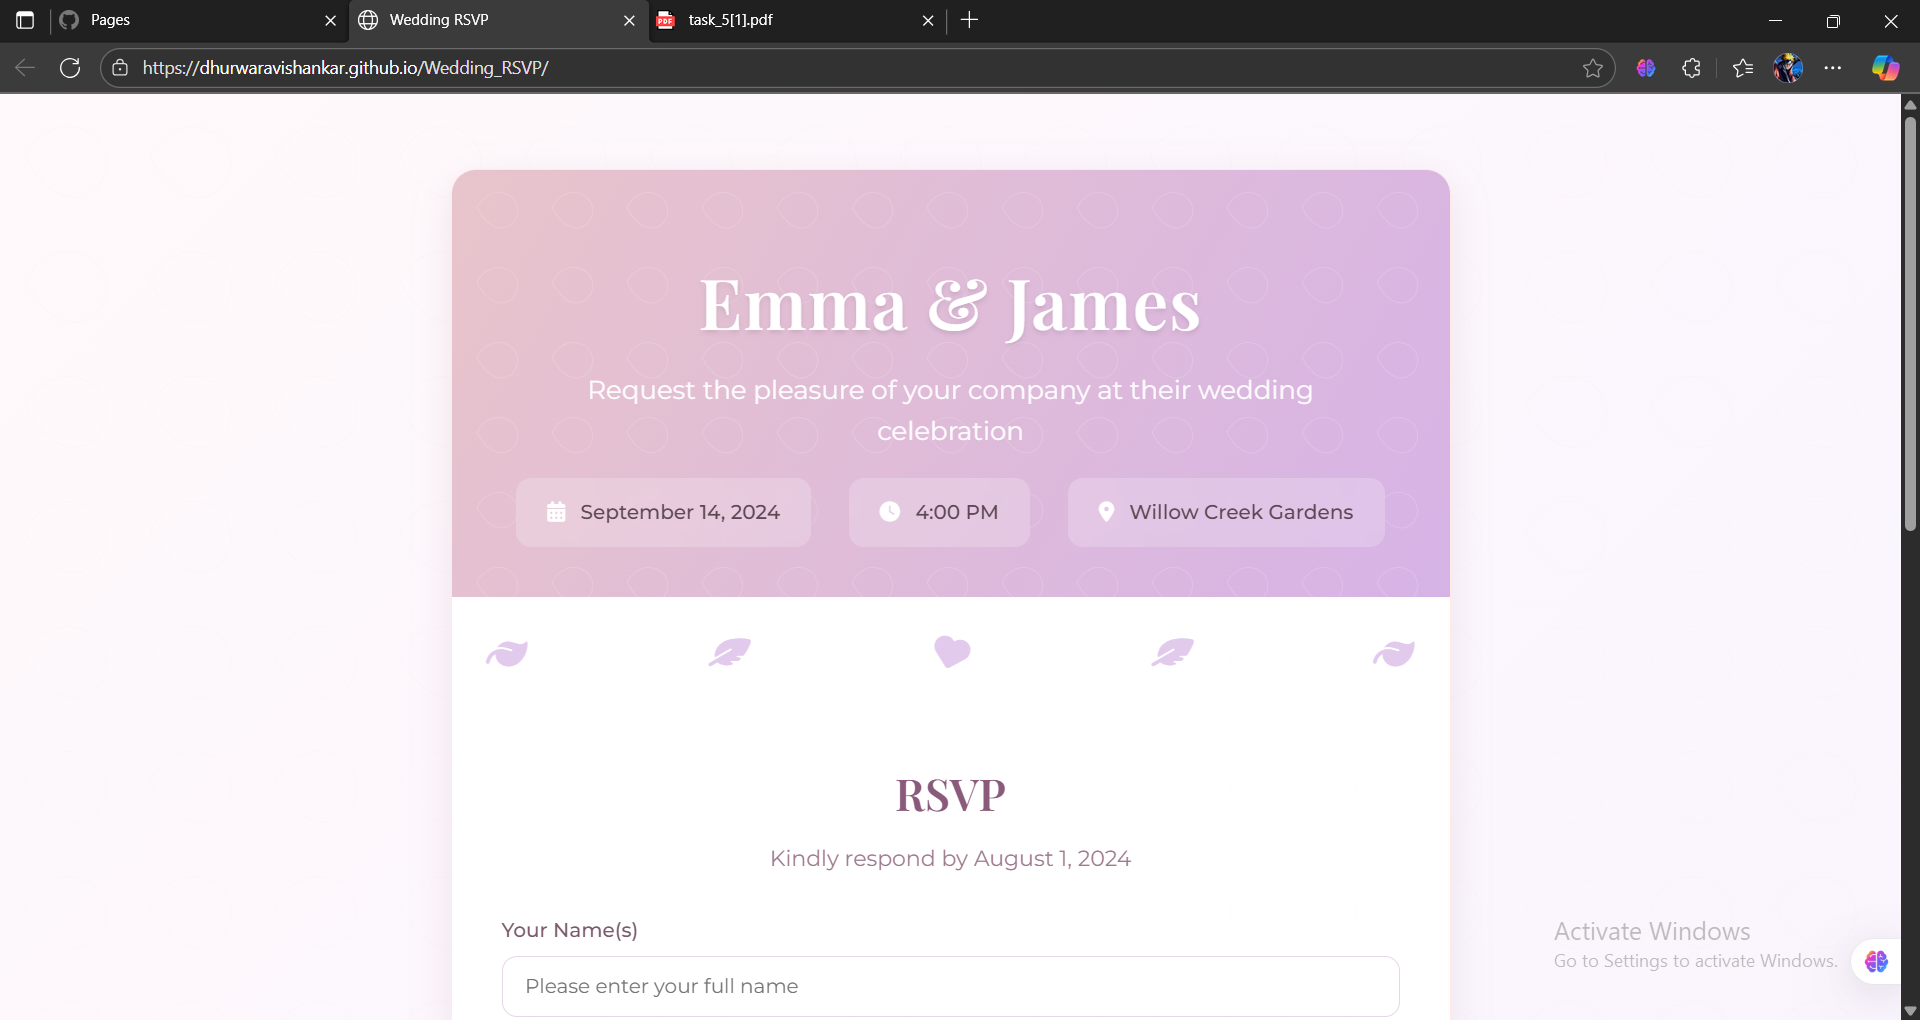 Pages
Wedding RSVP
task_5[1].pdf
https://dhurwaravishankar.github.io/Wedding_RSVP/
Emma & James
Request the pleasure of your company at their wedding
celebration
September 14, 2024
4:00 PM
Willow Creek Gardens
RSVP
Kindly respond by August 1, 2024
Your Name(s)
Please enter your full name
Activate Windows
Go to Settings to activate Windows.